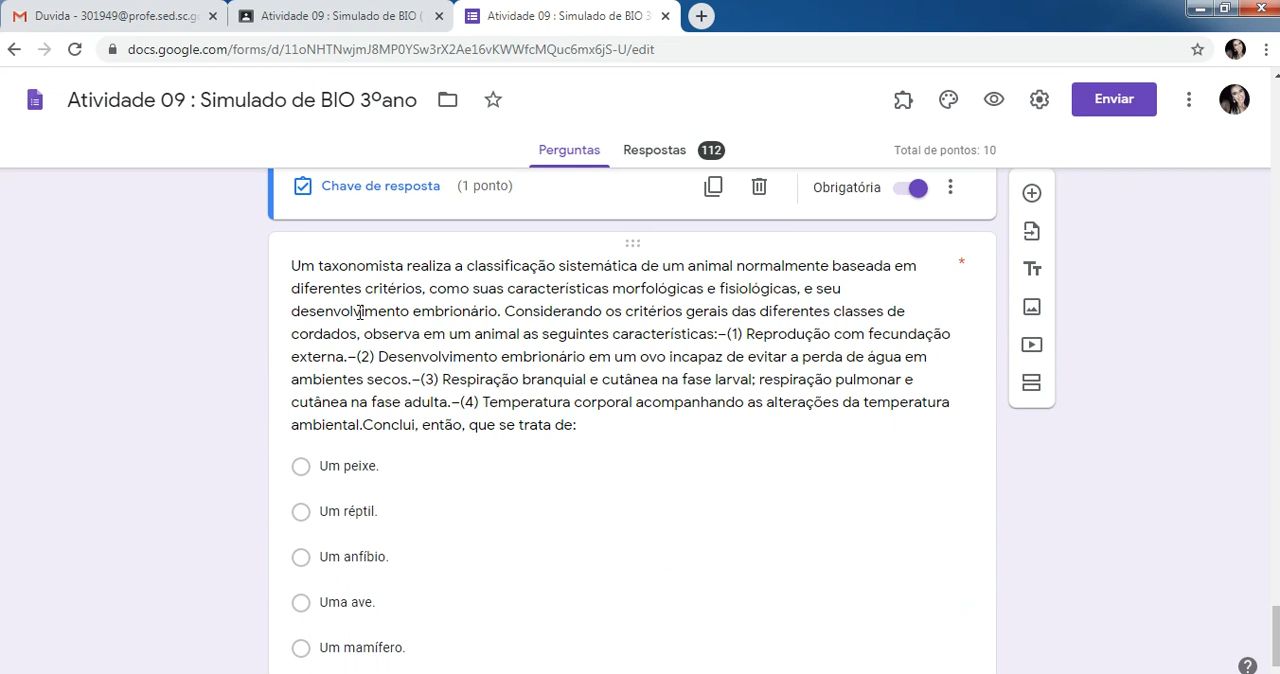 Duvida - 301949@profe.sed.sc.g
Atividade 09 : Simulado de BIO (
Atividade 09 : Simulado de BIO 3
docs.google.com/forms/d/11oNHTNwjmJ8MP0YSw3rX2Ae16vKWWfcMQuc6mx6jS-U/edit
Atividade 09 : Simulado de BIO 3ºano
Enviar
Perguntas
Respostas 112
Total de pontos: 10
Chave de resposta (1 ponto)
Obrigatória
Um taxonomista realiza a classificação sistemática de um animal normalmente baseada em *
diferentes critérios, como suas características morfológicas e fisiológicas, e seu
desenvolvimento embrionário. Considerando os critérios gerais das diferentes classes de
cordados, observa em um animal as seguintes características:–(1) Reprodução com fecundação
externa.–(2) Desenvolvimento embrionário em um ovo incapaz de evitar a perda de água em
ambientes secos.–(3) Respiração branquial e cutânea na fase larval; respiração pulmonar e
cutânea na fase adulta.–(4) Temperatura corporal acompanhando as alterações da temperatura
ambiental.Conclui, então, que se trata de:
Um peixe.
Um réptil.
Um anfíbio.
Uma ave.
Um mamífero.